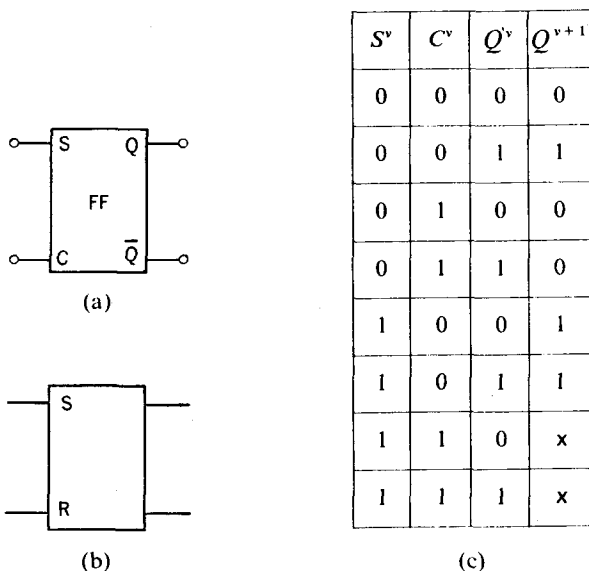 S Q
FF
C Q̅
(a)
S
R
(b)
Sᵛ Cᵛ Q'ᵛ Qᵛ⁺¹
0 0 0 0
0 0 1 1
0 1 0 0
0 1 1 0
1 0 0 1
1 0 1 1
1 1 0 x
1 1 1 x
(c)